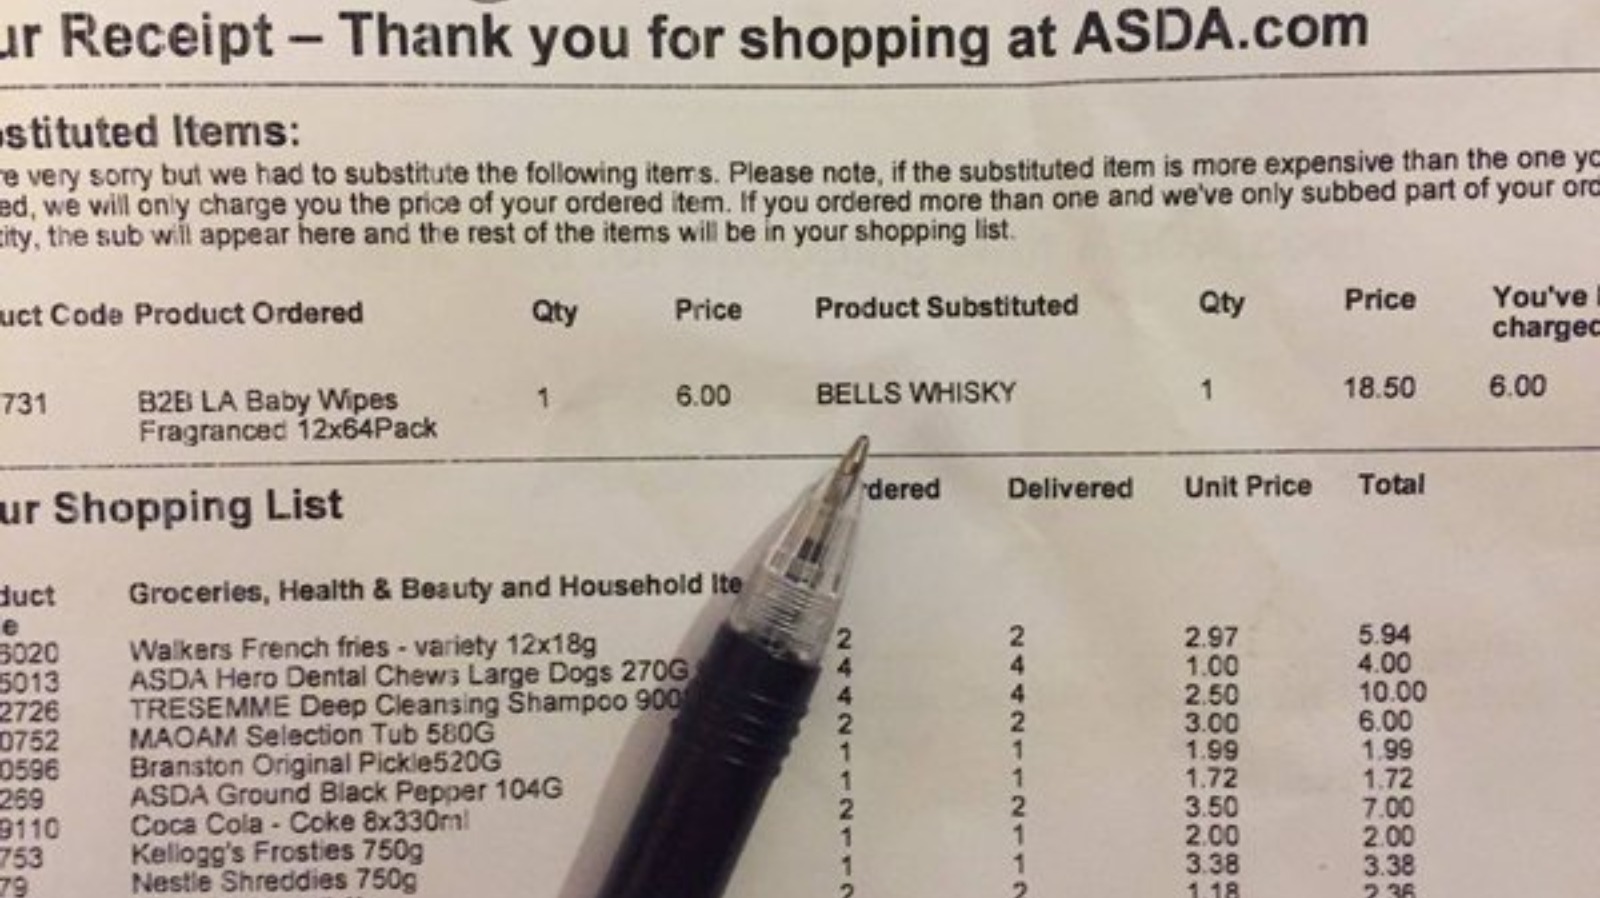 ur Receipt – Thank you for shopping at ASDA.com
stituted Items:
re very sorry but we had to substitute the following items. Please note, if the substituted item is more expensive than the one yo
ed, we will only charge you the price of your ordered item. If you ordered more than one and we've only subbed part of your ord
tity, the sub will appear here and the rest of the items will be in your shopping list.
uct Code Product Ordered Qty Price Product Substituted Qty Price You've
charged
731 B2B LA Baby Wipes 1 6.00 BELLS WHISKY 1 18.50 6.00
Fragranced 12x64Pack
ur Shopping List rdered Delivered Unit Price Total
duct Groceries, Health & Beauty and Household Ite
e
6020 Walkers French fries - variety 12x18g 2 2 2.97 5.94
5013 ASDA Hero Dental Chews Large Dogs 270G 4 4 1.00 4.00
2726 TRESEMME Deep Cleansing Shampoo 900 4 4 2.50 10.00
0752 MAOAM Selection Tub 580G 2 2 3.00 6.00
0596 Branston Original Pickle520G 1 1 1.99 1.99
269 ASDA Ground Black Pepper 104G 1 1 1.72 1.72
9110 Coca Cola - Coke 8x330ml 2 2 3.50 7.00
753 Kellogg's Frosties 750g 1 1 2.00 2.00
79 Nestle Shreddies 750g 1 1 3.38 3.38
2 2 1.18 2.36